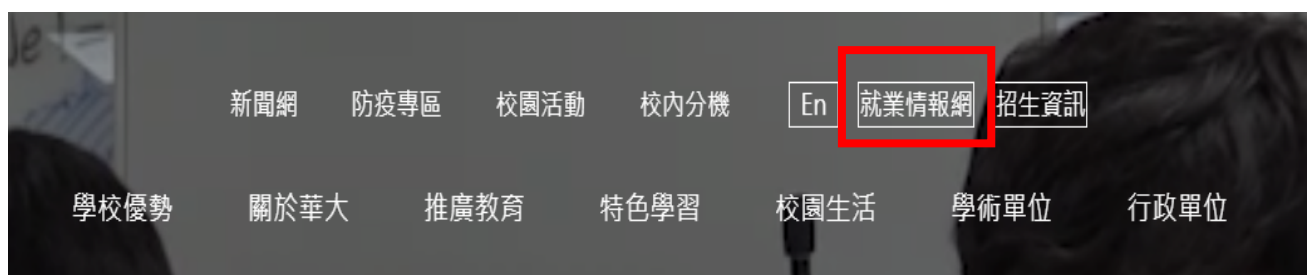 新聞網 防疫專區 校園活動 校內分機 En 就業情報網 招生資訊
學校優勢 關於華大 推廣教育 特色學習 校園生活 學術單位 行政單位